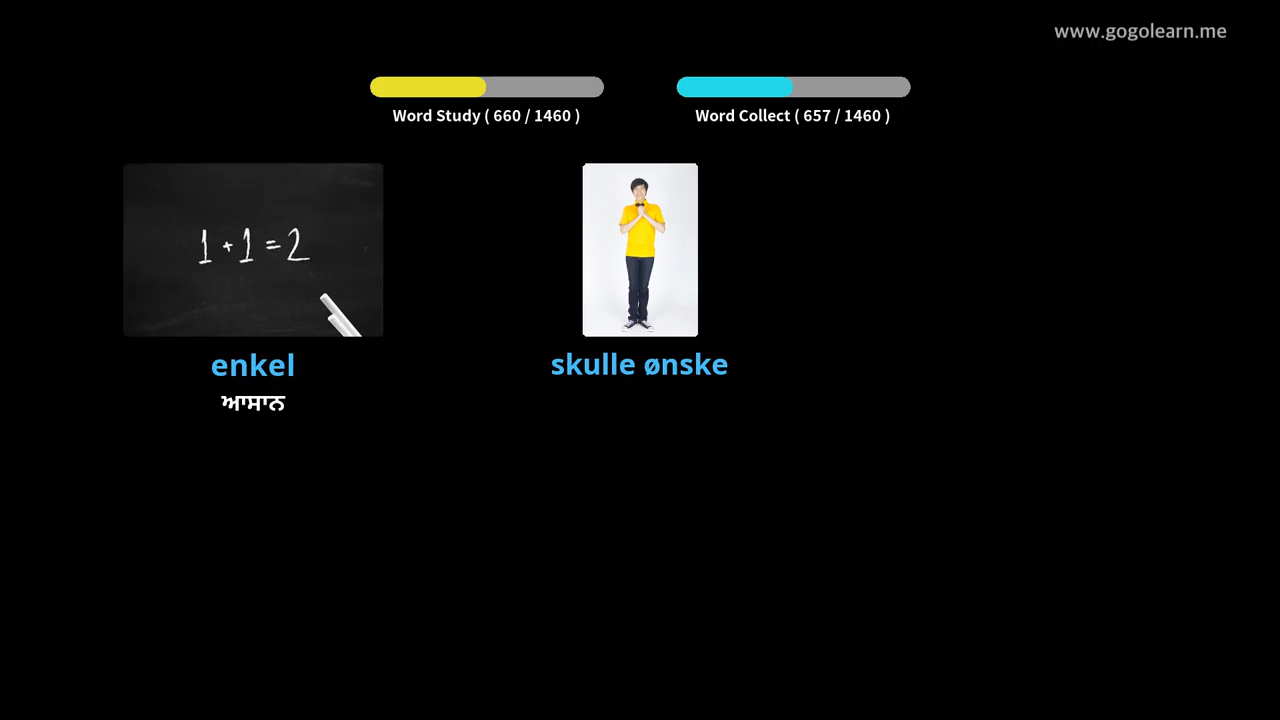 www.gogolearn.me
Word Study ( 660 / 1460 )
Word Collect ( 657 / 1460 )
1 + 1 = 2
enkel
ਆਸਾਨ
skulle ønske